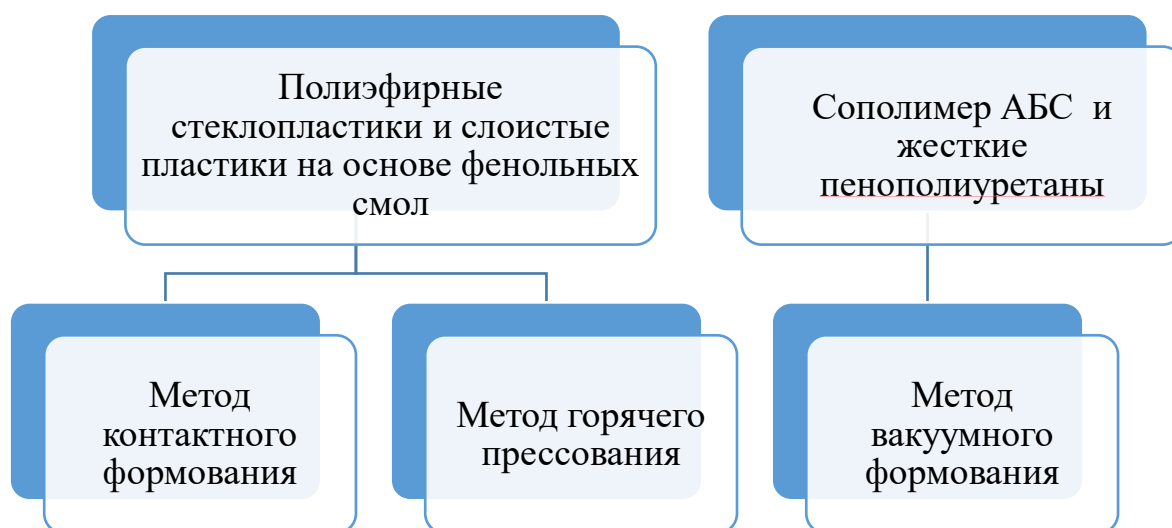 Полиэфирные
стеклопластики и слоистые
пластики на основе фенольных
смол
Сополимер АБС и
жесткие
пенополиуретаны
Метод
контактного
формования
Метод горячего
прессования
Метод
вакуумного
формования